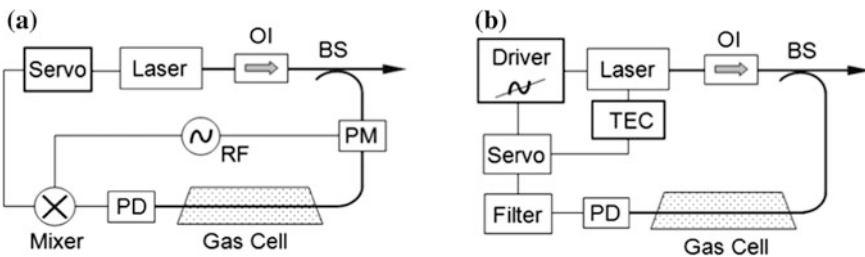 (a)
OI
BS
Servo
Laser
PM
RF
PD
Mixer
Gas Cell
(b)
OI
BS
Driver
Laser
TEC
Servo
Filter
PD
Gas Cell